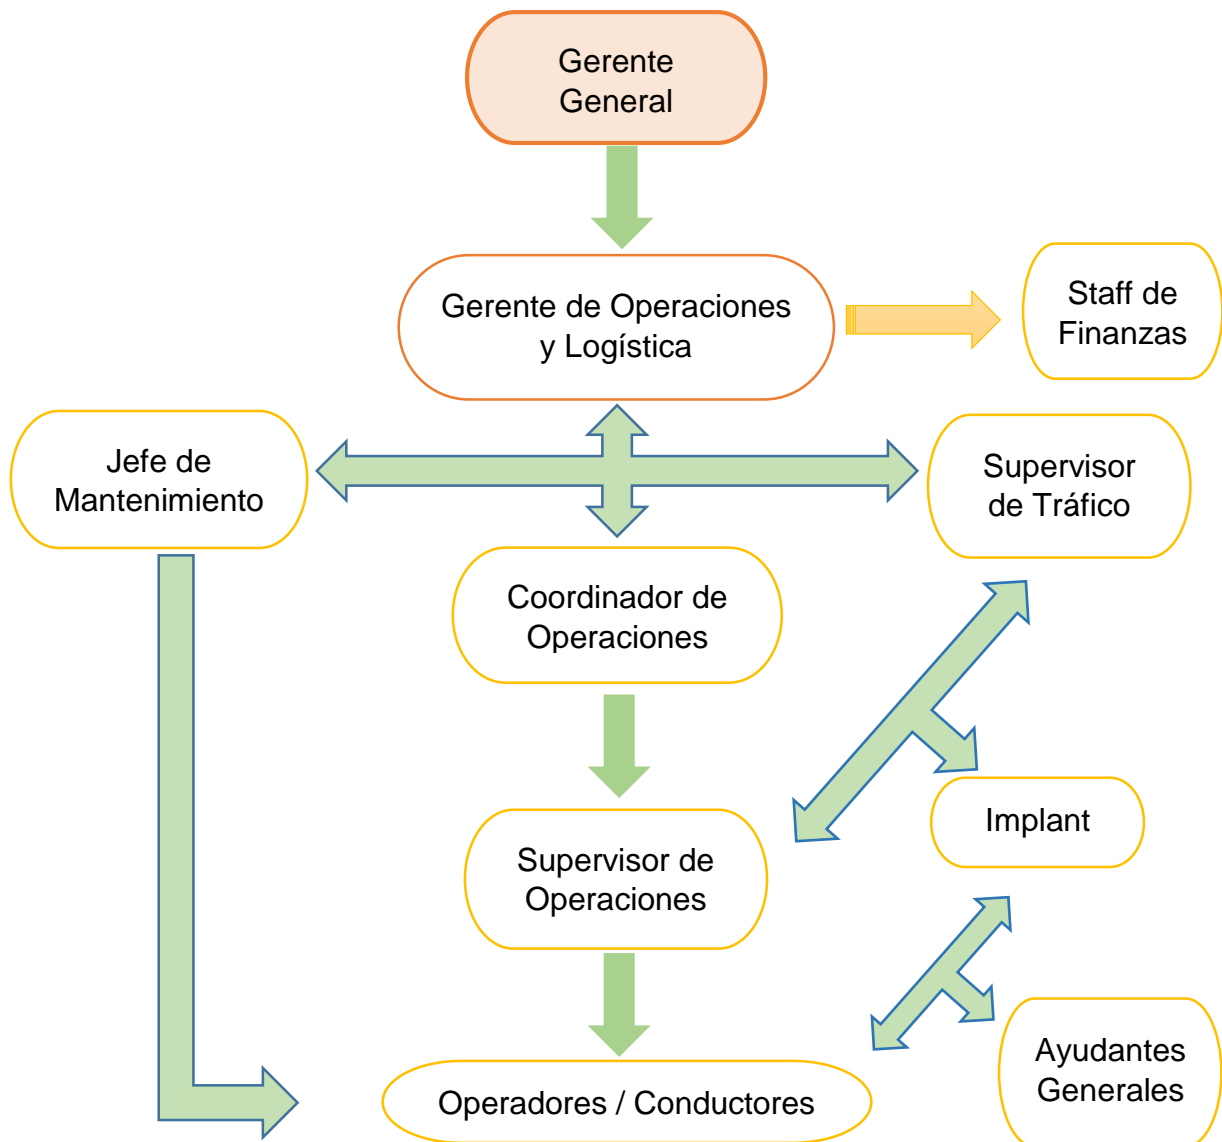 Gerente
General
Gerente de Operaciones
y Logística
Staff de
Finanzas
Jefe de
Mantenimiento
Supervisor
de Tráfico
Coordinador de
Operaciones
Implant
Supervisor de
Operaciones
Ayudantes
Generales
Operadores / Conductores